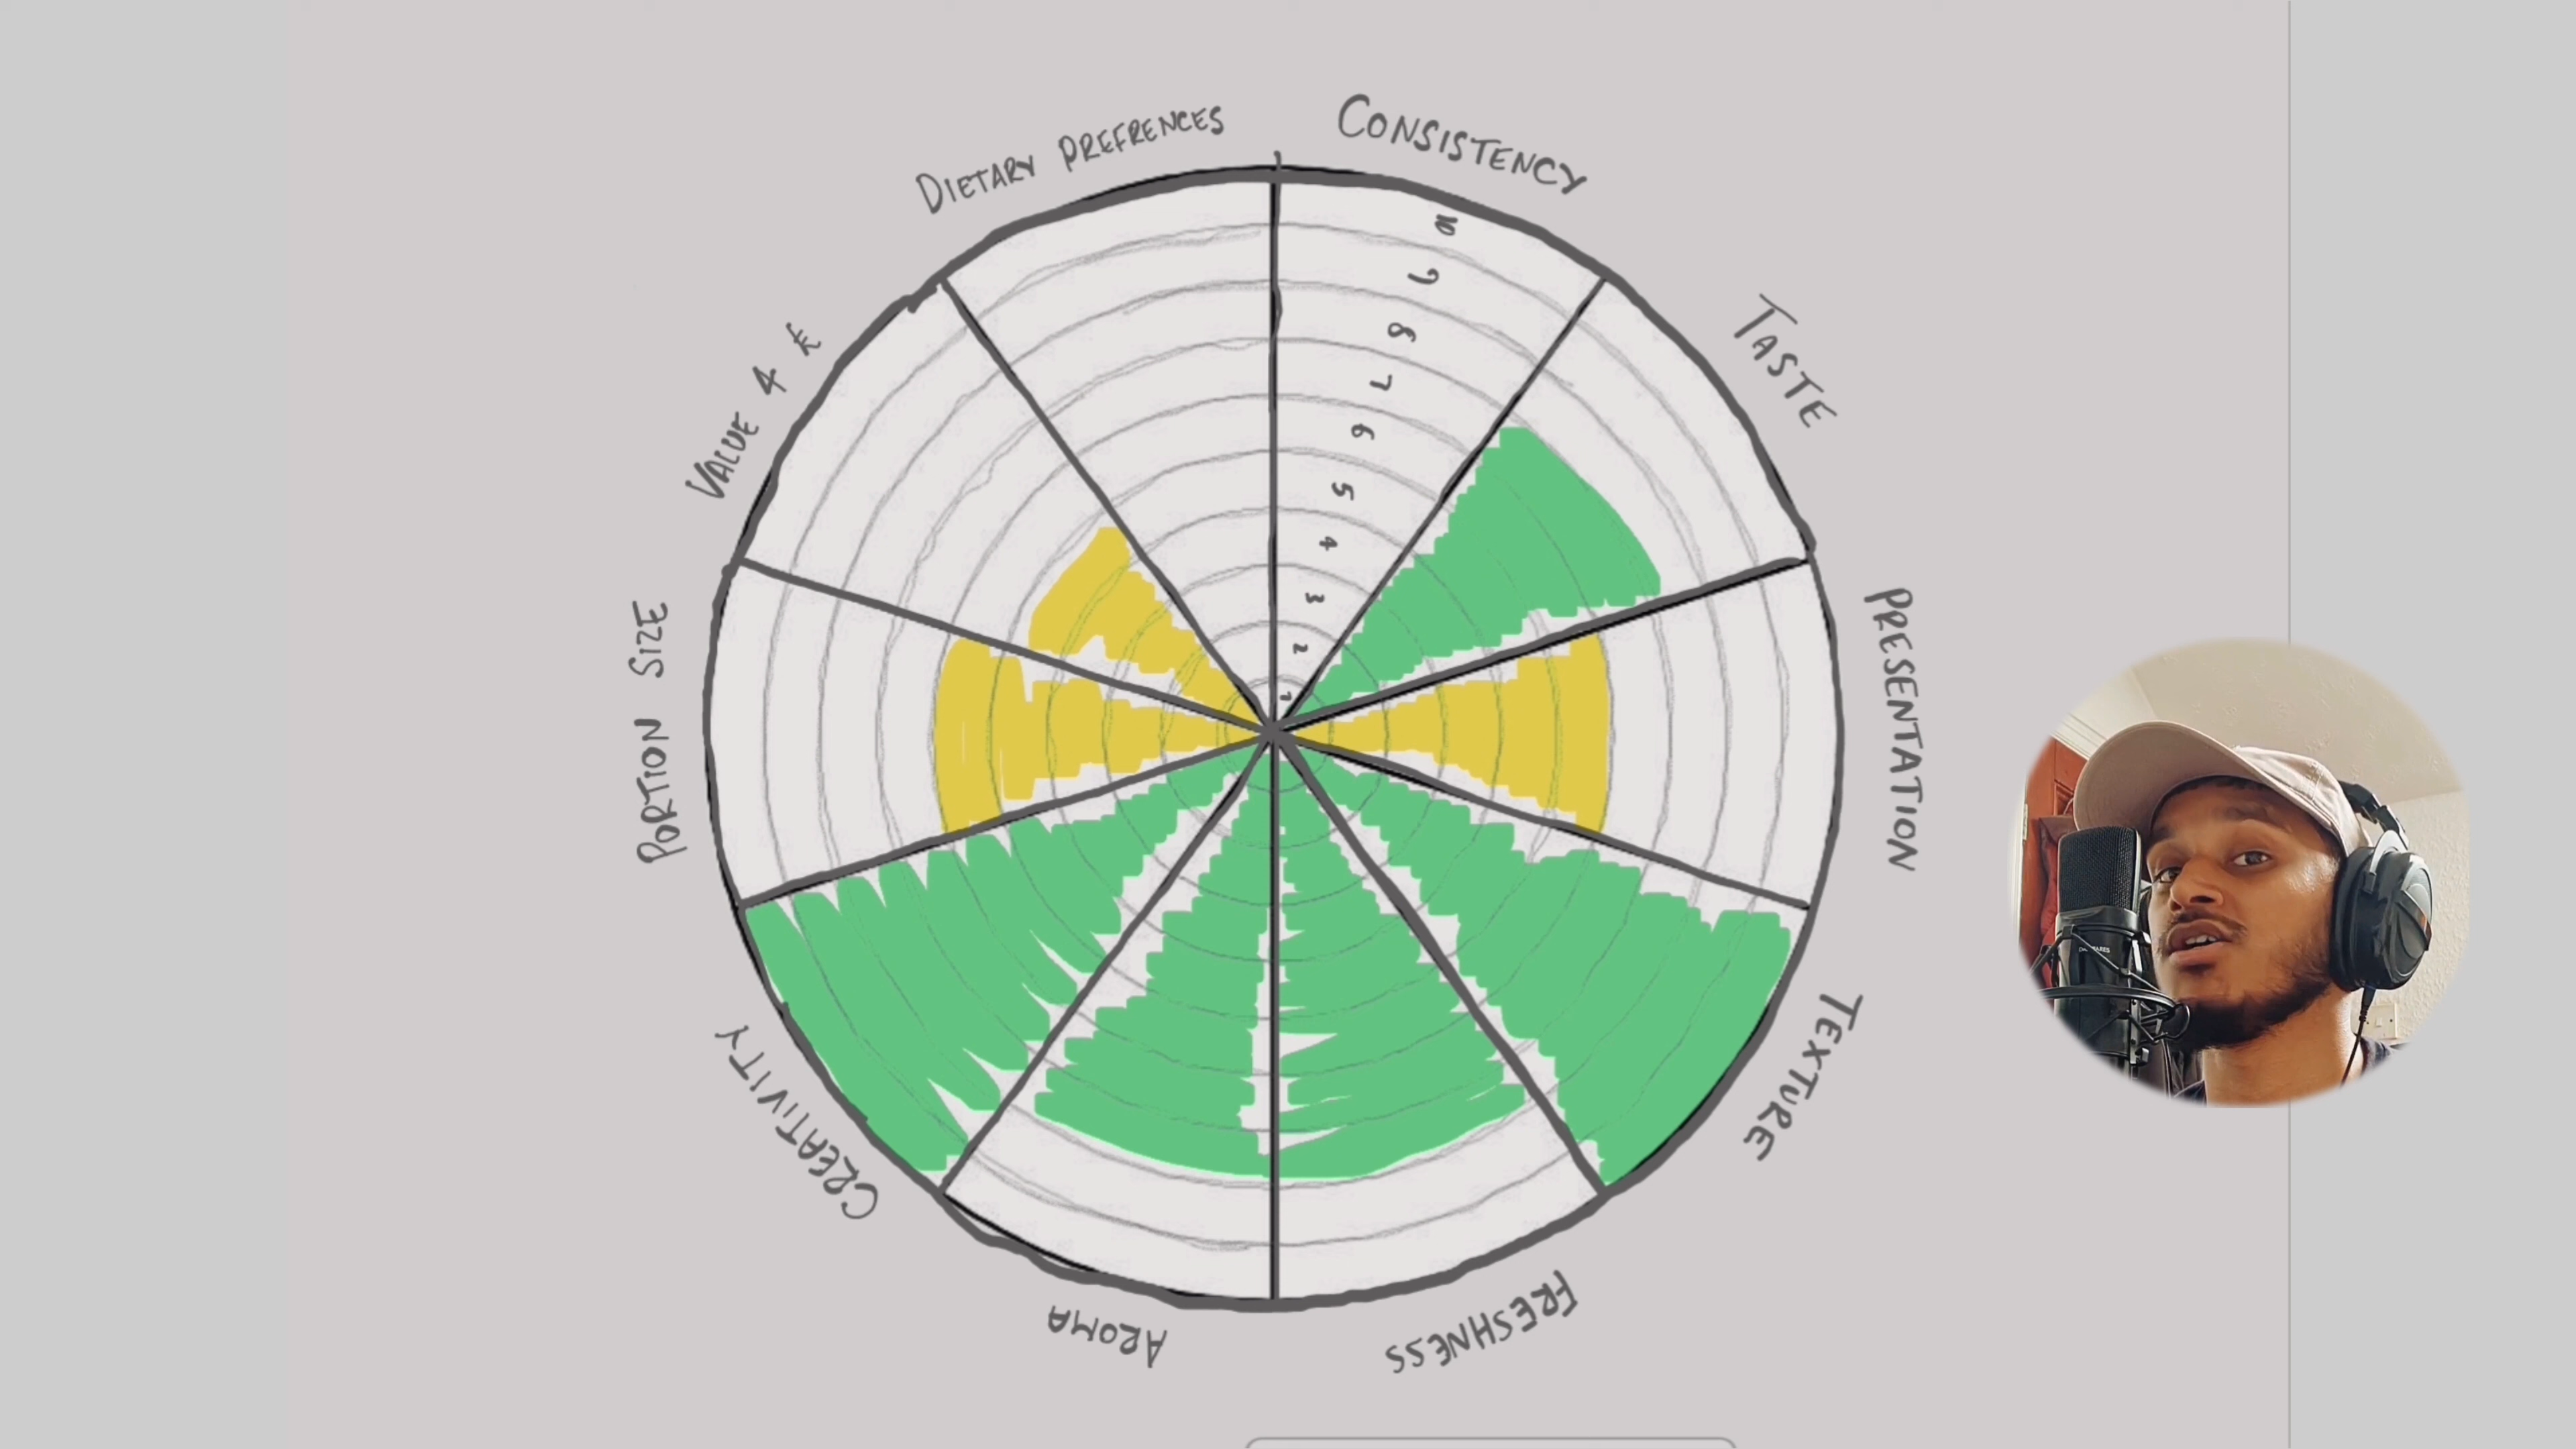 DIETARY PREFRENCES
CONSISTENCY
TASTE
PRESENTATION
TEXTURE
FRESHNESS
AROMA
CREATIVITY
PORTION SIZE
VALUE 4 £
10
9
8
7
6
5
4
3
2
1